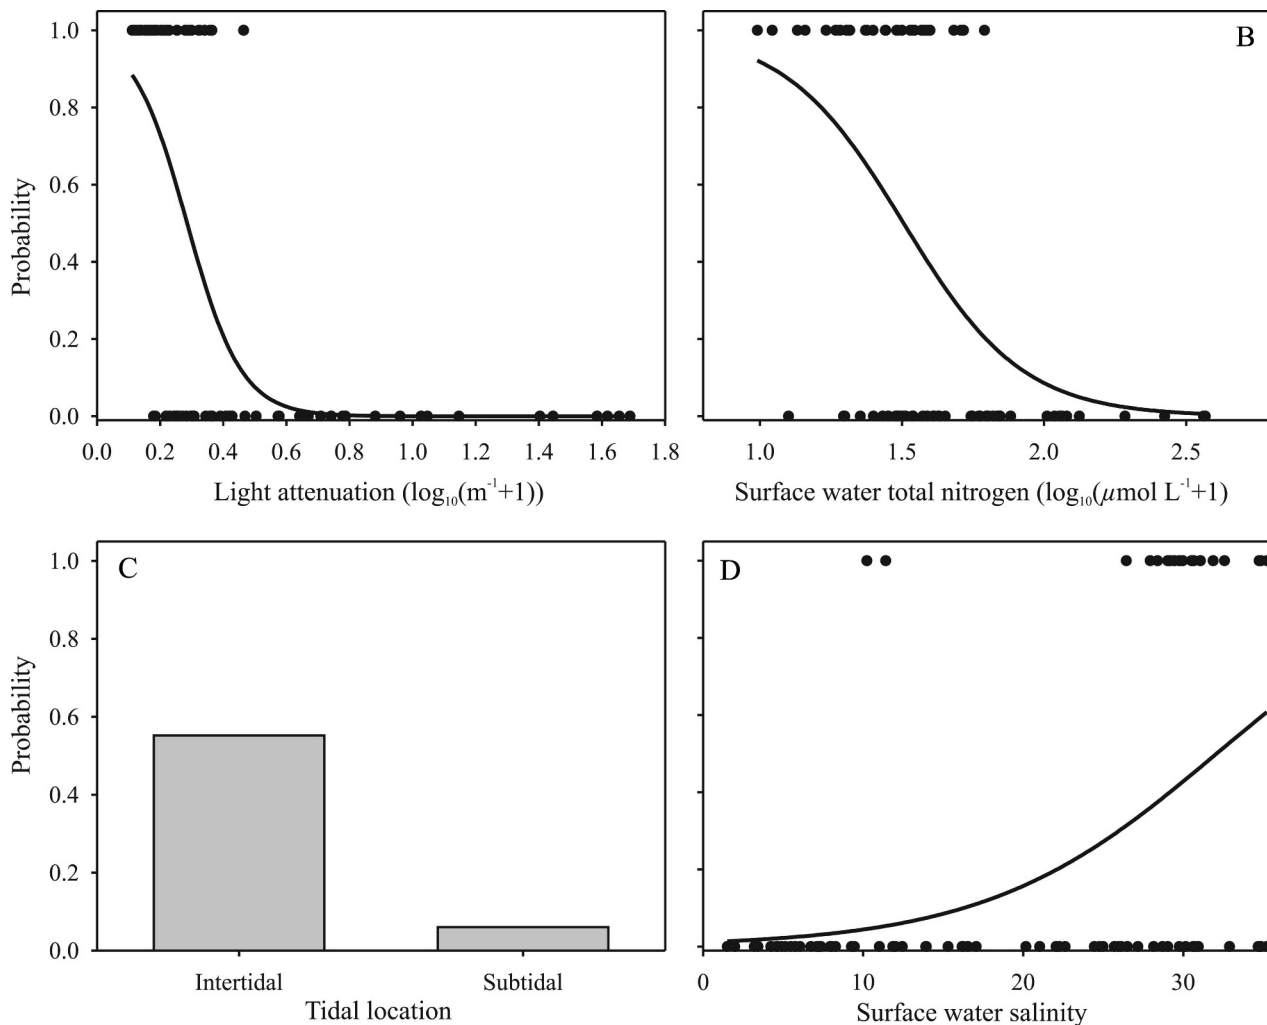 1.0
0.8
0.6
0.4
0.2
0.0
Probability
0.0 0.2 0.4 0.6 0.8 1.0 1.2 1.4 1.6 1.8
Light attenuation (log₁₀(m⁻¹+1))
B
1.0 1.5 2.0 2.5
Surface water total nitrogen (log₁₀(µmol L⁻¹+1)
C
1.0
0.8
0.6
0.4
0.2
0.0
Probability
Intertidal Subtidal
Tidal location
D
0 10 20 30
Surface water salinity